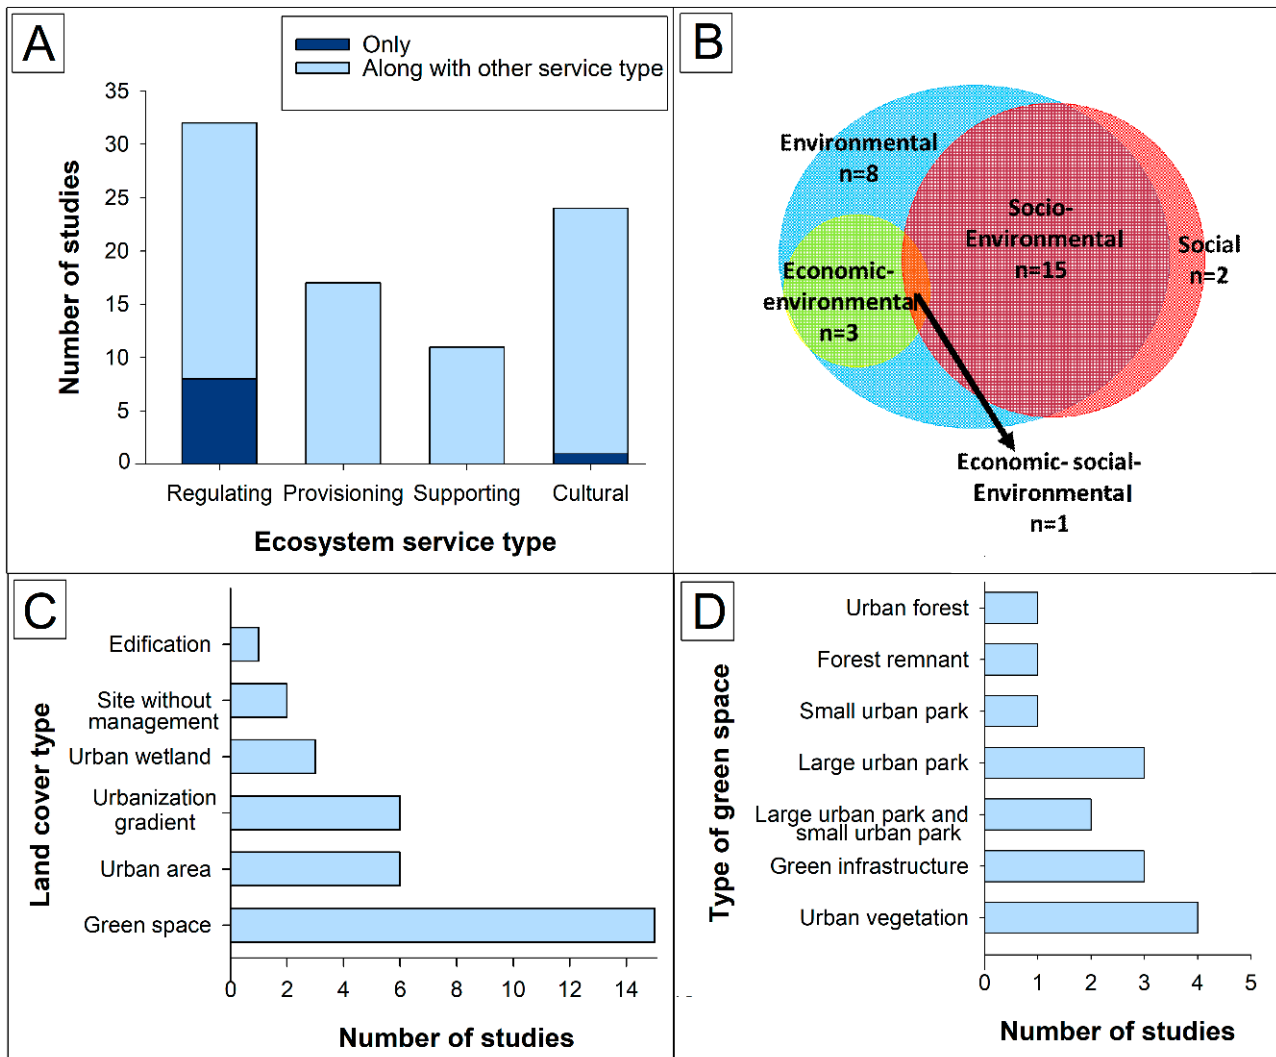 A
Only
Along with other service type
35
30
25
20
15
10
5
0
Number of studies
Regulating Provisioning Supporting Cultural
Ecosystem service type
B
Environmental
n=8
Socio-
Environmental
n=15
Social
n=2
Economic-
environmental
n=3
Economic- social-
Environmental
n=1
C
Land cover type
Edification
Site without
management
Urban wetland
Urbanization
gradient
Urban area
Green space
0 2 4 6 8 10 12 14
Number of studies
D
Type of green space
Urban forest
Forest remnant
Small urban park
Large urban park
Large urban park and
small urban park
Green infrastructure
Urban vegetation
0 1 2 3 4 5
Number of studies